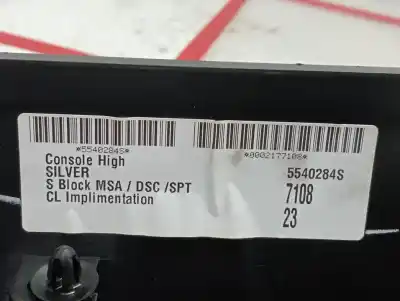 *5540284S*
*0002177108*
Console High
SILVER
S Block MSA / DSC /SPT
CL Implimentation
5540284S
7108
23